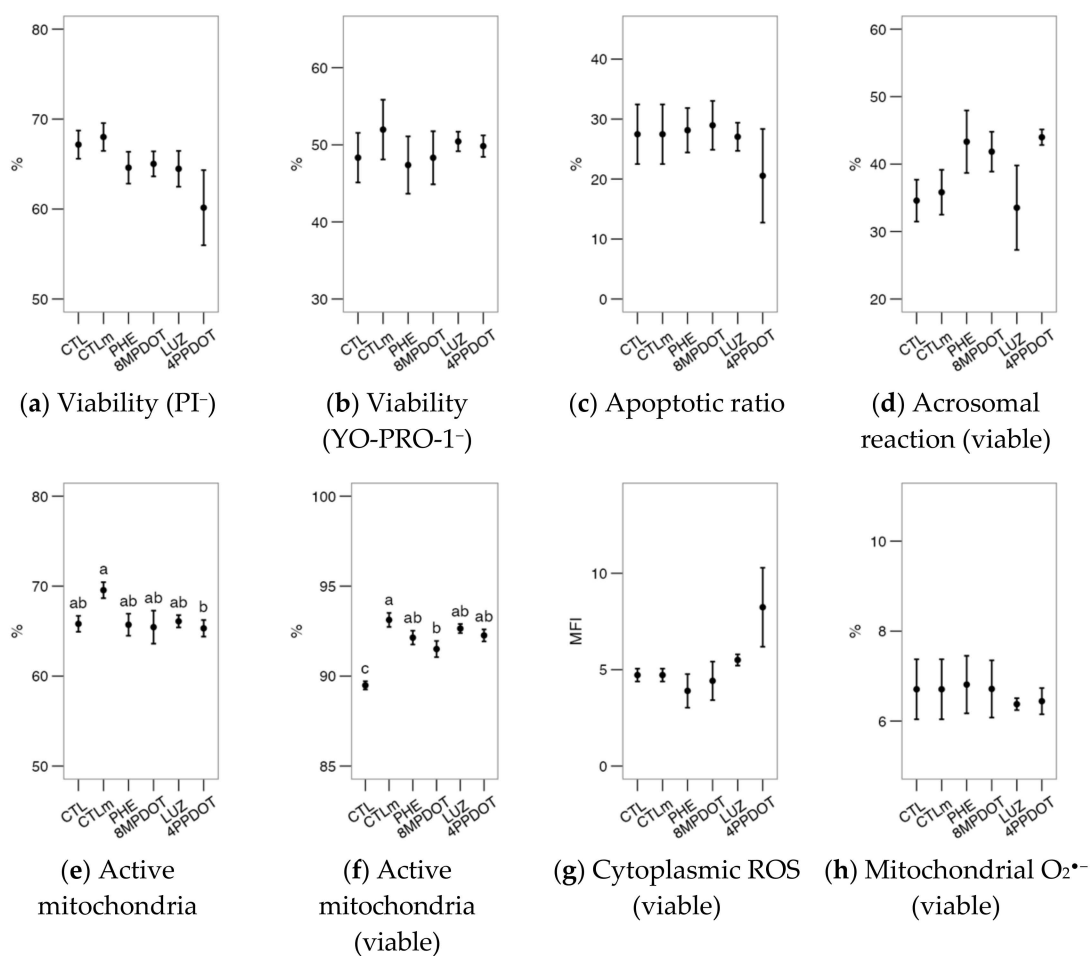 80
70
60
50
%
CTL
CTLm
PHE
8MPDOT
LUZ
4PPDOT
(a) Viability (PI⁻)
60
50
40
30
%
CTL
CTLm
PHE
8MPDOT
LUZ
4PPDOT
(b) Viability
(YO-PRO-1⁻)
40
30
20
10
0
%
CTL
CTLm
PHE
8MPDOT
LUZ
4PPDOT
(c) Apoptotic ratio
60
50
40
30
20
%
CTL
CTLm
PHE
8MPDOT
LUZ
4PPDOT
(d) Acrosomal
reaction (viable)
80
70
60
50
%
ab
a
ab
ab
ab
b
CTL
CTLm
PHE
8MPDOT
LUZ
4PPDOT
(e) Active
mitochondria
100
95
90
85
%
c
a
ab
b
ab
ab
CTL
CTLm
PHE
8MPDOT
LUZ
4PPDOT
(f) Active
mitochondria
(viable)
10
5
0
MFI
CTL
CTLm
PHE
8MPDOT
LUZ
4PPDOT
(g) Cytoplasmic ROS
(viable)
10
8
6
%
CTL
CTLm
PHE
8MPDOT
LUZ
4PPDOT
(h) Mitochondrial O₂•⁻
(viable)